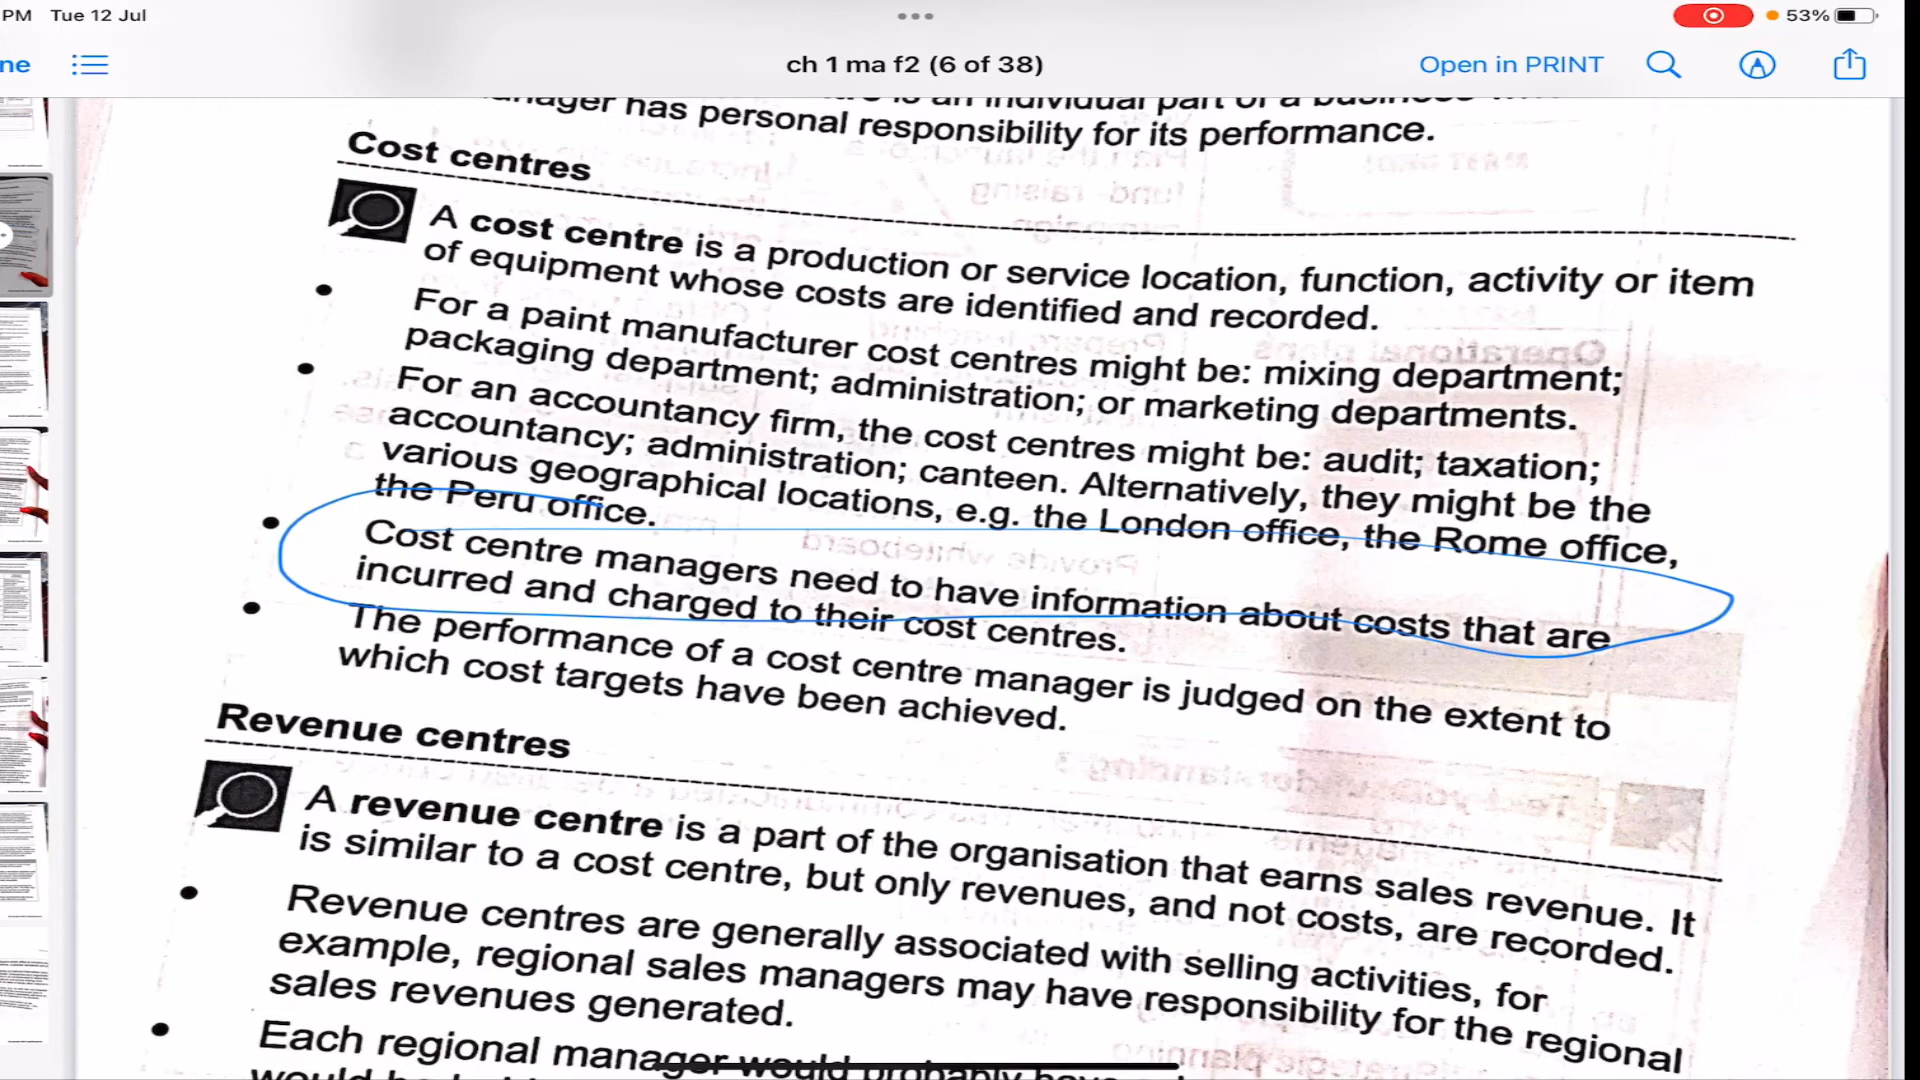 PM Tue 12 Jul
53%
ne
ch 1 ma f2 (6 of 38)
Open in PRINT
manager has personal responsibility for its performance.
Cost centres
A cost centre is a production or service location, function, activity or item
of equipment whose costs are identified and recorded.
• For a paint manufacturer cost centres might be: mixing department;
packaging department; administration; or marketing departments.
• For an accountancy firm, the cost centres might be: audit; taxation;
accountancy; administration; canteen. Alternatively, they might be the
various geographical locations, e.g. the London office, the Rome office,
the Peru office.
• Cost centre managers need to have information about costs that are
incurred and charged to their cost centres.
• The performance of a cost centre manager is judged on the extent to
which cost targets have been achieved.
Revenue centres
A revenue centre is a part of the organisation that earns sales revenue. It
is similar to a cost centre, but only revenues, and not costs, are recorded.
• Revenue centres are generally associated with selling activities, for
example, regional sales managers may have responsibility for the regional
sales revenues generated.
• Each regional manager would probably have